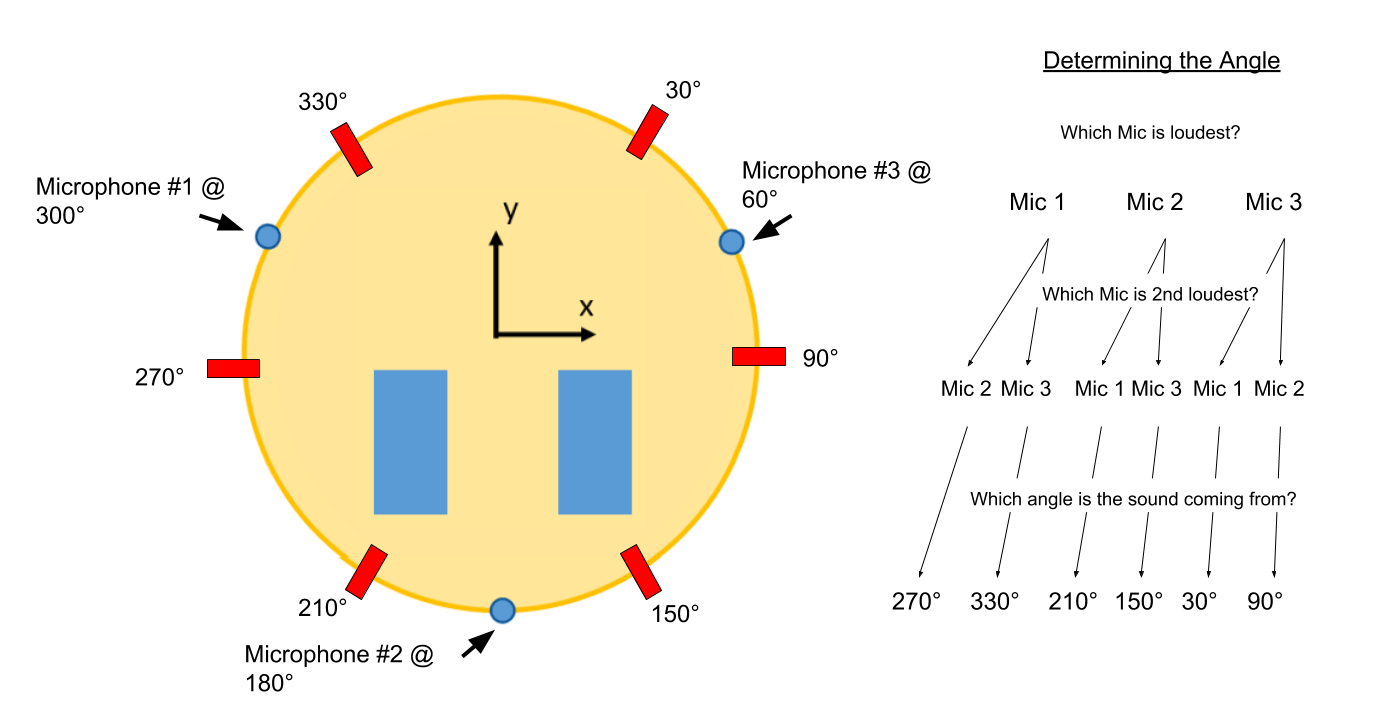 330°
30°
Microphone #1 @
300°
Microphone #3 @
60°
y
x
270°
90°
210°
150°
Microphone #2 @
180°
Determining the Angle
Which Mic is loudest?
Mic 1 Mic 2 Mic 3
Which Mic is 2nd loudest?
Mic 2 Mic 3 Mic 1 Mic 3 Mic 1 Mic 2
Which angle is the sound coming from?
270° 330° 210° 150° 30° 90°